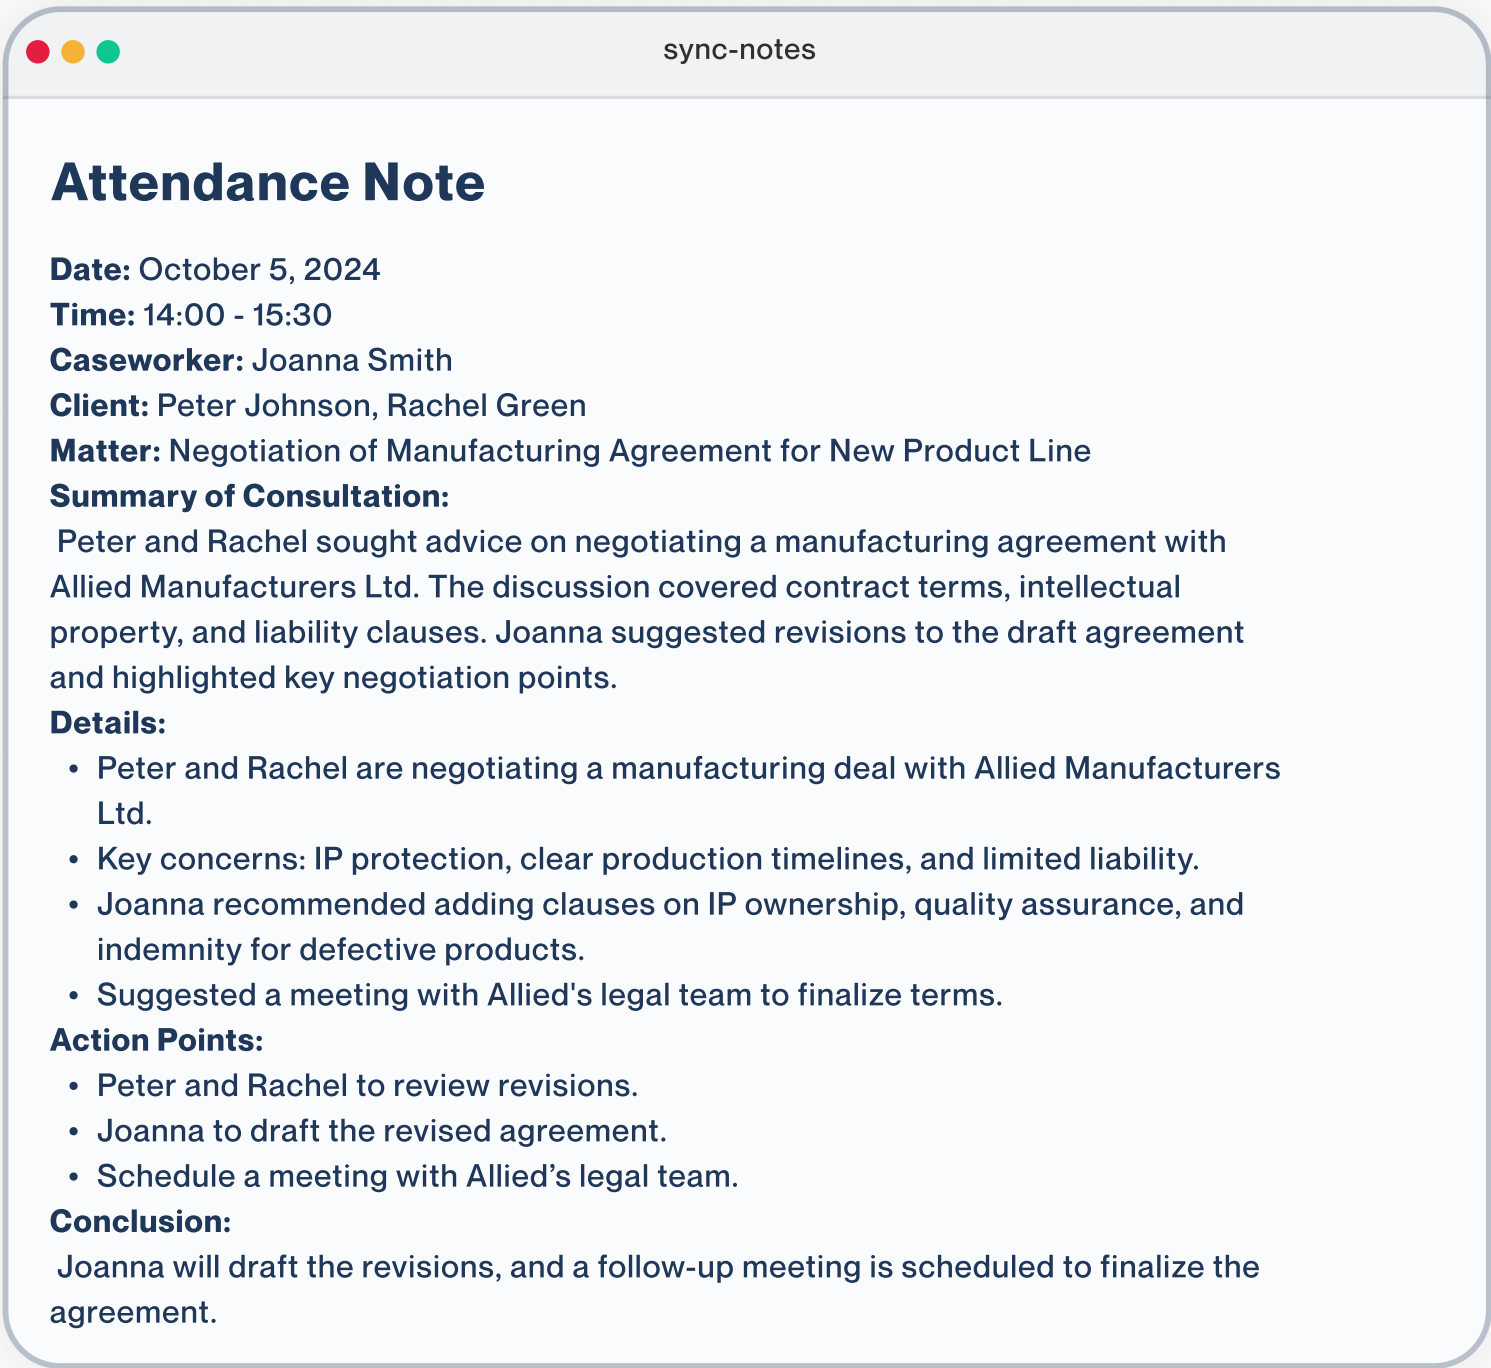 sync-notes
Attendance Note
Date: October 5, 2024
Time: 14:00 - 15:30
Caseworker: Joanna Smith
Client: Peter Johnson, Rachel Green
Matter: Negotiation of Manufacturing Agreement for New Product Line
Summary of Consultation:
Peter and Rachel sought advice on negotiating a manufacturing agreement with
Allied Manufacturers Ltd. The discussion covered contract terms, intellectual
property, and liability clauses. Joanna suggested revisions to the draft agreement
and highlighted key negotiation points.
Details:
• Peter and Rachel are negotiating a manufacturing deal with Allied Manufacturers
Ltd.
• Key concerns: IP protection, clear production timelines, and limited liability.
• Joanna recommended adding clauses on IP ownership, quality assurance, and
indemnity for defective products.
• Suggested a meeting with Allied's legal team to finalize terms.
Action Points:
• Peter and Rachel to review revisions.
• Joanna to draft the revised agreement.
• Schedule a meeting with Allied’s legal team.
Conclusion:
Joanna will draft the revisions, and a follow-up meeting is scheduled to finalize the
agreement.